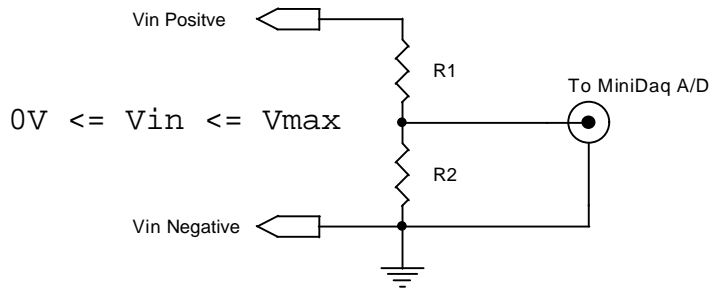 Vin Positve
R1
To MiniDaq A/D
0V <= Vin <= Vmax
R2
Vin Negative